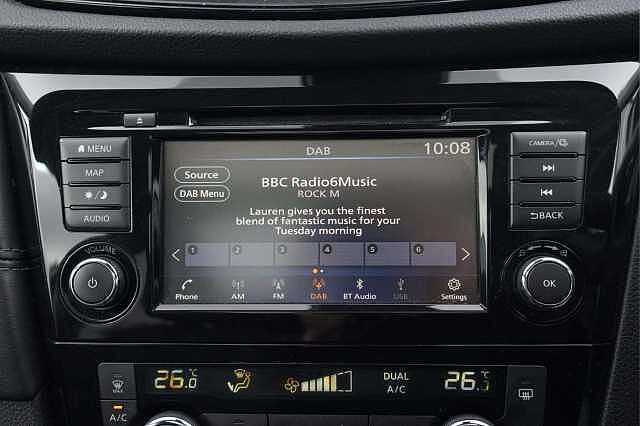 DAB
10:08
MENU
MAP
AUDIO
VOLUME
Source
DAB Menu
BBC Radio6Music
ROCK M
Lauren gives you the finest
blend of fantastic music for your
Tuesday morning
1 2 3 4 5 6
Phone AM FM DAB BT Audio USB Settings
CAMERA/
BACK
OK
26.0 °C
A/C
DUAL
A/C
26. °C